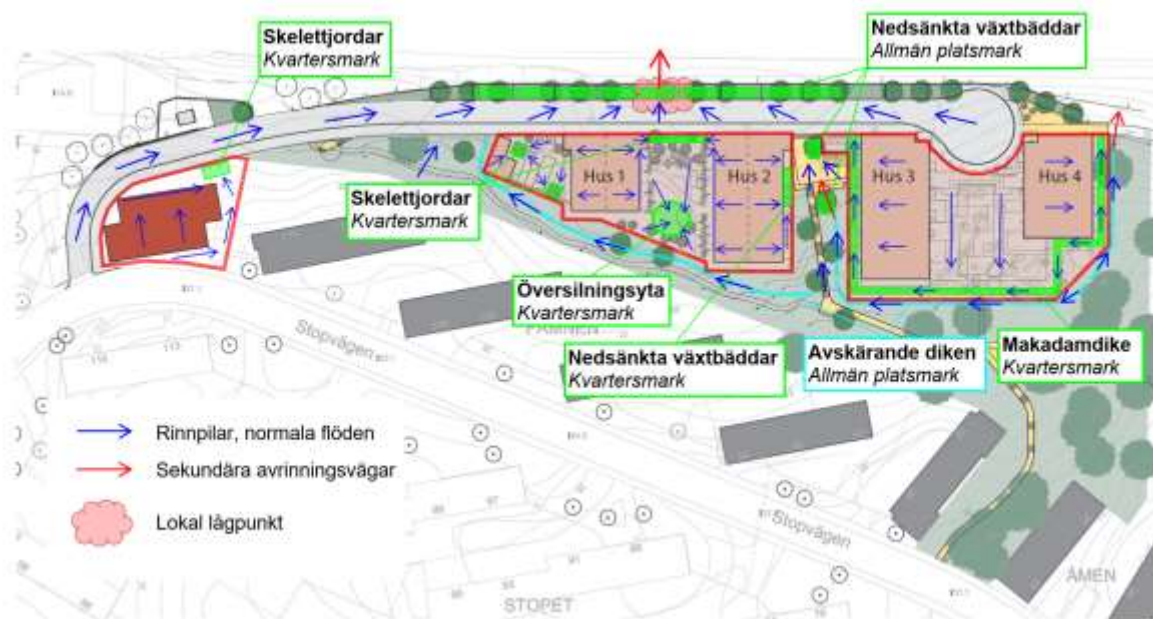 Skelettjordar
Kvartersmark
Nedsänkta växtbäddar
Allmän platsmark
Hus 1
Hus 2
Hus 3
Hus 4
Skelettjordar
Kvartersmark
Översilningsyta
Kvartersmark
Nedsänkta växtbäddar
Kvartersmark
Avskärande diken
Allmän platsmark
Makadamdike
Kvartersmark
Stopvägen
Stopvägen
STOPET
ÅMEN
Rinnpilar, normala flöden
Sekundära avrinningsvägar
Lokal lågpunkt